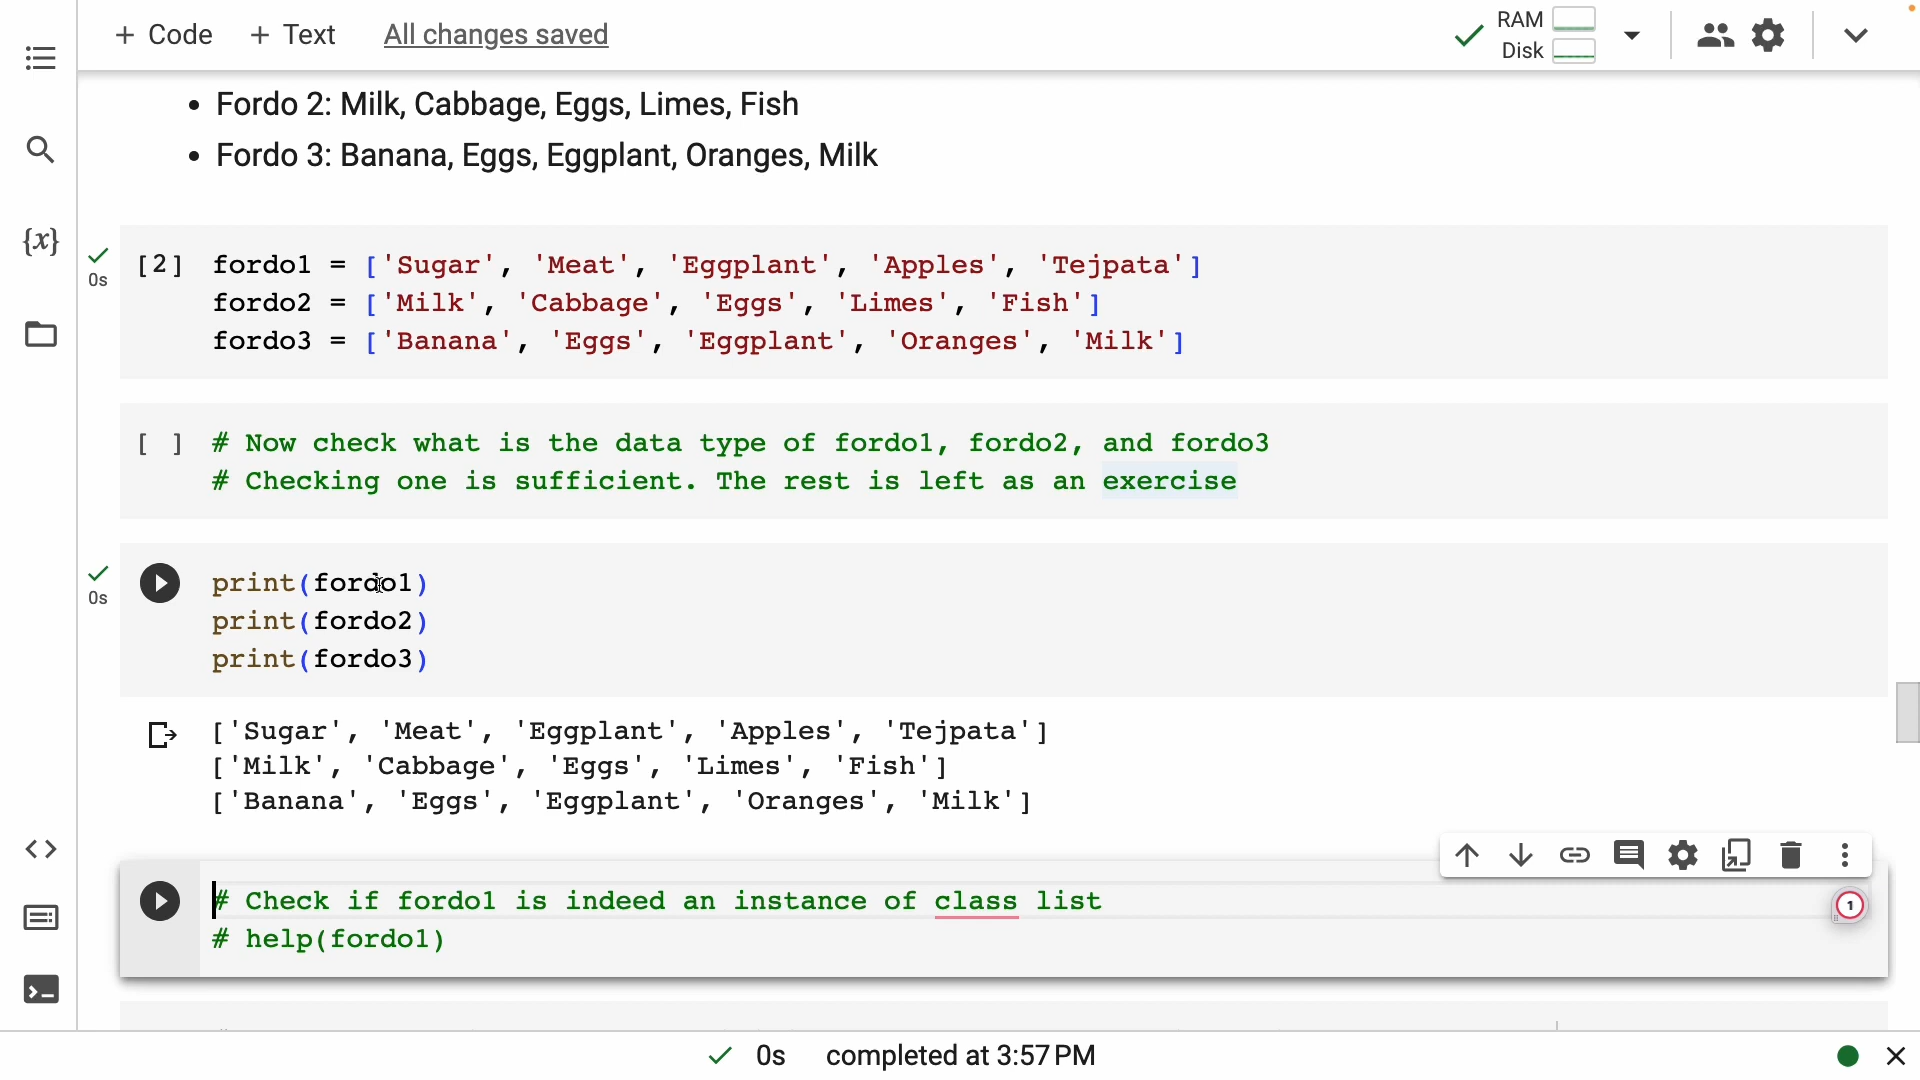 + Code + Text All changes saved
RAM
Disk
• Fordo 2: Milk, Cabbage, Eggs, Limes, Fish
• Fordo 3: Banana, Eggs, Eggplant, Oranges, Milk
{x}
0s
[2] fordo1 = ['Sugar', 'Meat', 'Eggplant', 'Apples', 'Tejpata']
fordo2 = ['Milk', 'Cabbage', 'Eggs', 'Limes', 'Fish']
fordo3 = ['Banana', 'Eggs', 'Eggplant', 'Oranges', 'Milk']
[ ] # Now check what is the data type of fordo1, fordo2, and fordo3
# Checking one is sufficient. The rest is left as an exercise
0s
print(fordo1)
print(fordo2)
print(fordo3)
['Sugar', 'Meat', 'Eggplant', 'Apples', 'Tejpata']
['Milk', 'Cabbage', 'Eggs', 'Limes', 'Fish']
['Banana', 'Eggs', 'Eggplant', 'Oranges', 'Milk']
# Check if fordo1 is indeed an instance of class list
1
# help(fordo1)
0s completed at 3:57 PM